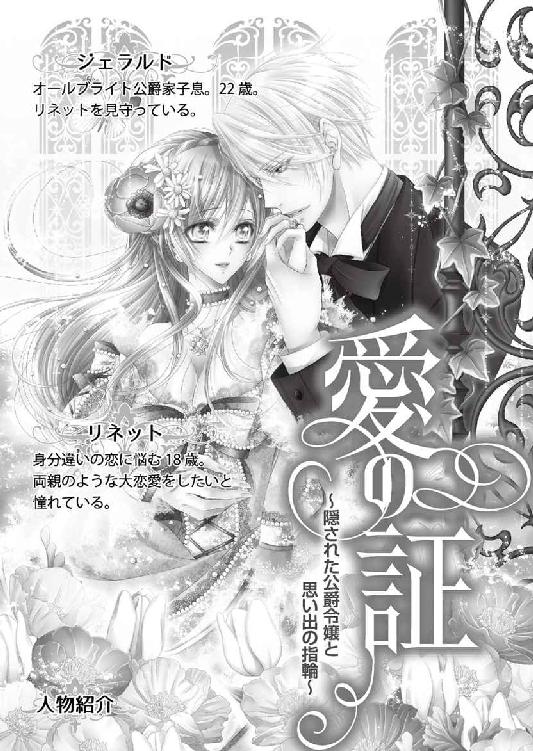 ジェラルド
オールブライト公爵家子息。22歳。
リネットを見守っている。
愛の証
～隠された公爵令嬢と
思い出の指輪～
リネット
身分違いの恋に悩む18歳。
両親のような大恋愛をしたいと
憧れている。
人物紹介